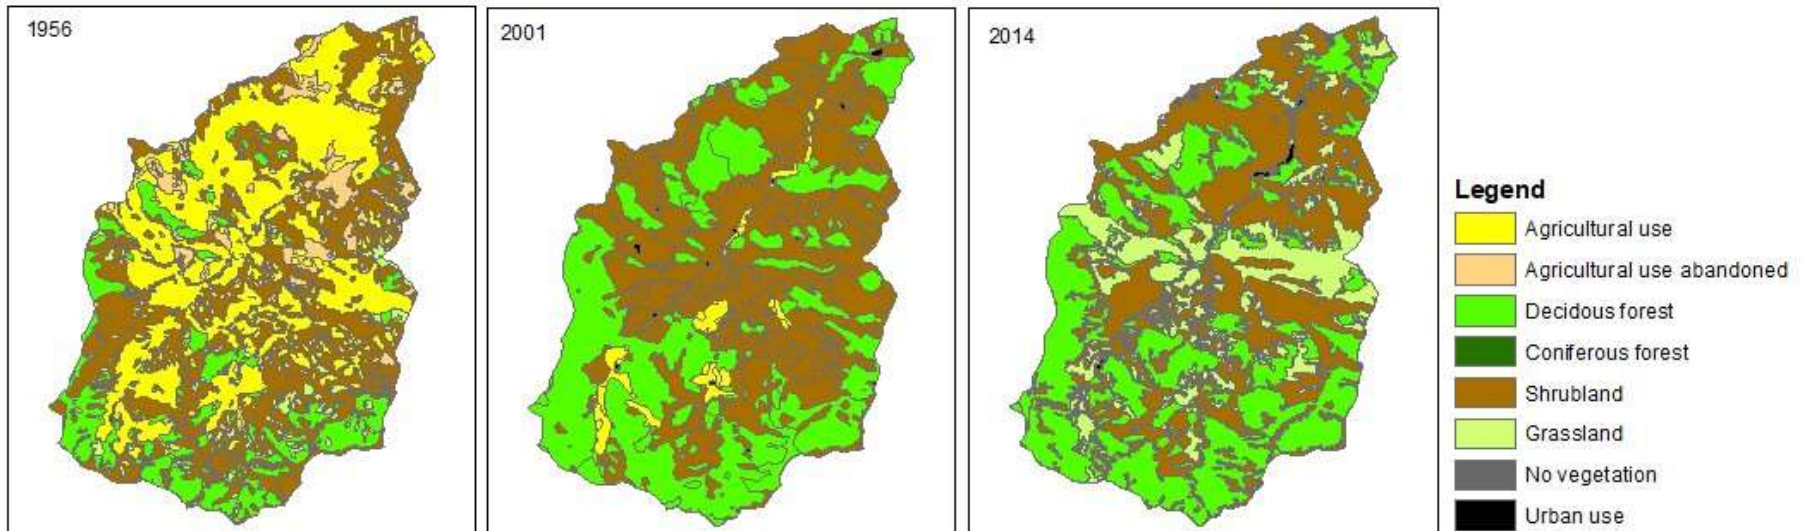 1956
2001
2014
Legend
Agricultural use
Agricultural use abandoned
Decidous forest
Coniferous forest
Shrubland
Grassland
No vegetation
Urban use